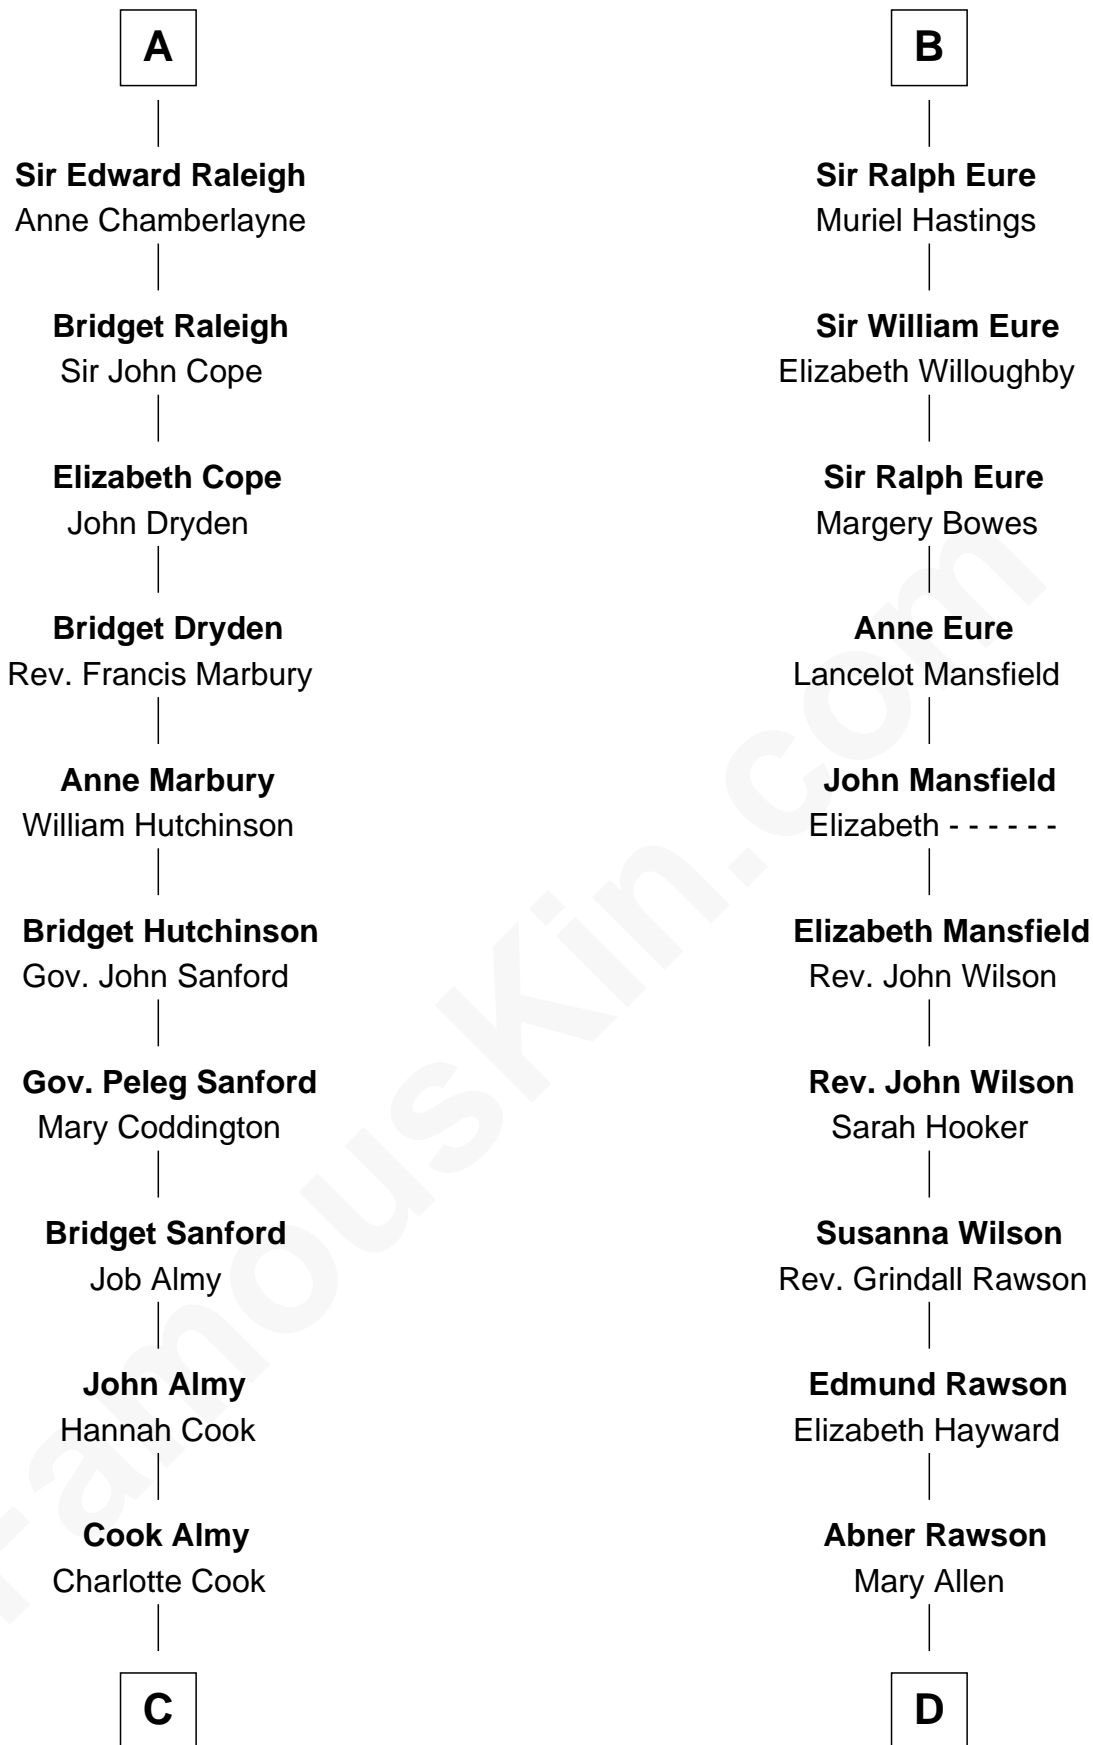 A
Sir Edward Raleigh
Anne Chamberlayne
Bridget Raleigh
Sir John Cope
Elizabeth Cope
John Dryden
Bridget Dryden
Rev. Francis Marbury
Anne Marbury
William Hutchinson
Bridget Hutchinson
Gov. John Sanford
Gov. Peleg Sanford
Mary Coddington
Bridget Sanford
Job Almy
John Almy
Hannah Cook
Cook Almy
Charlotte Cook
C
B
Sir Ralph Eure
Muriel Hastings
Sir William Eure
Elizabeth Willoughby
Sir Ralph Eure
Margery Bowes
Anne Eure
Lancelot Mansfield
John Mansfield
Elizabeth - - - - - -
Elizabeth Mansfield
Rev. John Wilson
Rev. John Wilson
Sarah Hooker
Susanna Wilson
Rev. Grindall Rawson
Edmund Rawson
Elizabeth Hayward
Abner Rawson
Mary Allen
D
FamousKin.com